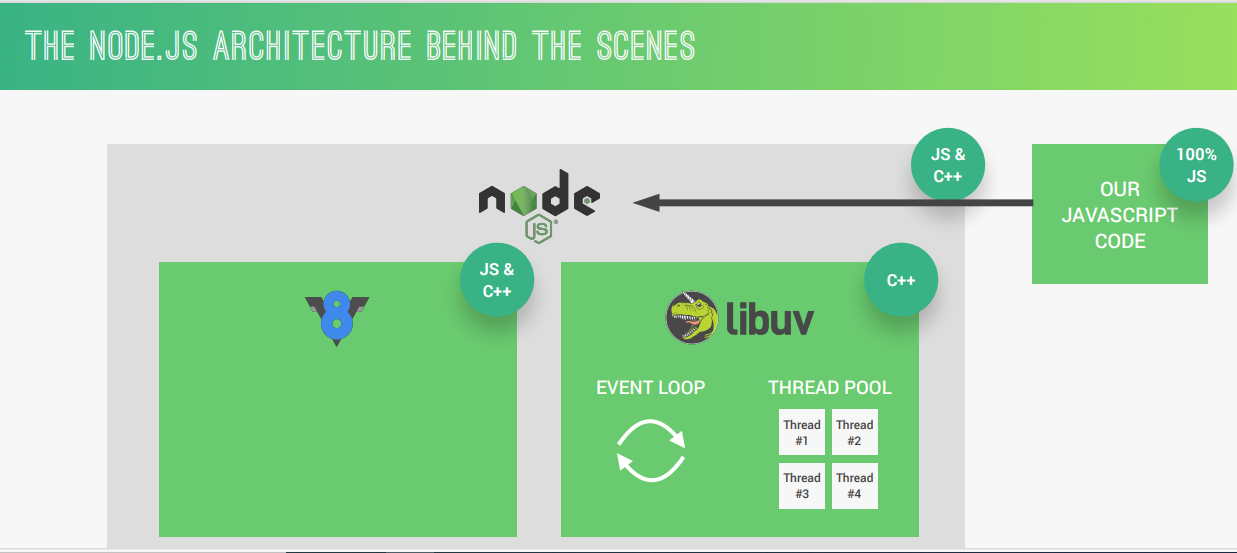 THE NODE.JS ARCHITECTURE BEHIND THE SCENES
JS &
C++
100%
JS
OUR
JAVASCRIPT
CODE
node
JS®
JS &
C++
8
C++
libuv
EVENT LOOP
THREAD POOL
Thread
#1
Thread
#2
Thread
#3
Thread
#4